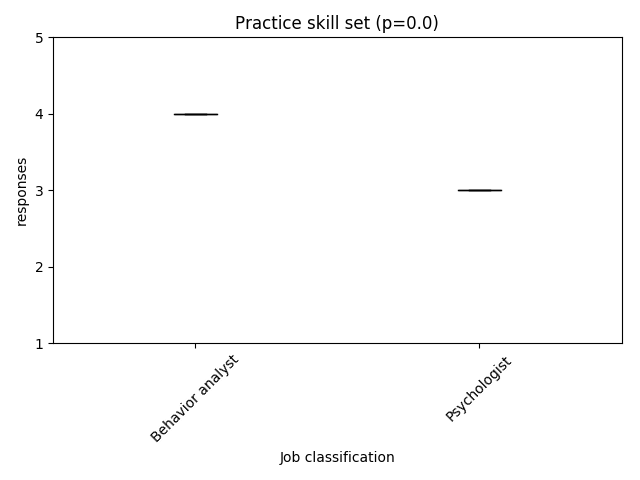 Practice skill set (p=0.0)
5
4
3
2
1
responses
Behavior analyst
Psychologist
Job classification